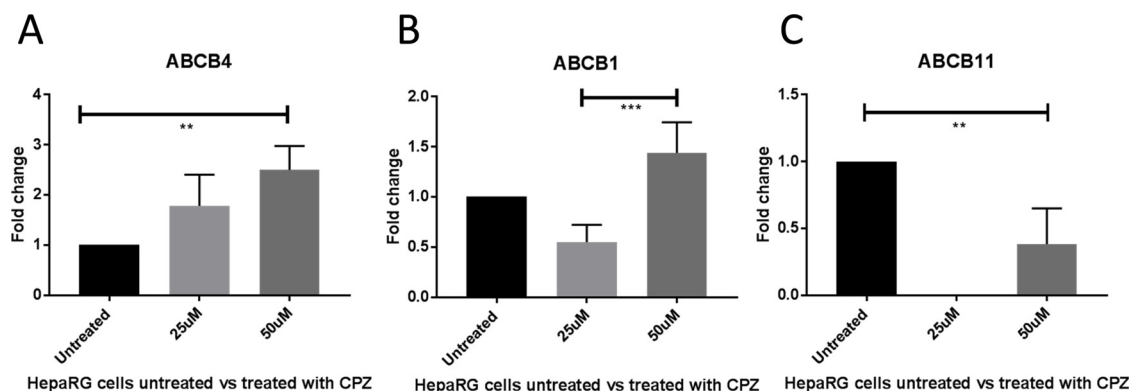 A
ABCB4
4
3
2
1
0
Fold change
**
Untreated
25uM
50uM
HepaRG cells untreated vs treated with CPZ
B
ABCB1
2.0
1.5
1.0
0.5
0.0
Fold change
***
Untreated
25uM
50uM
HepaRG cells untreated vs treated with CPZ
C
ABCB11
1.5
1.0
0.5
0.0
Fold change
**
Untreated
25uM
50uM
HepaRG cells untreated vs treated with CPZ